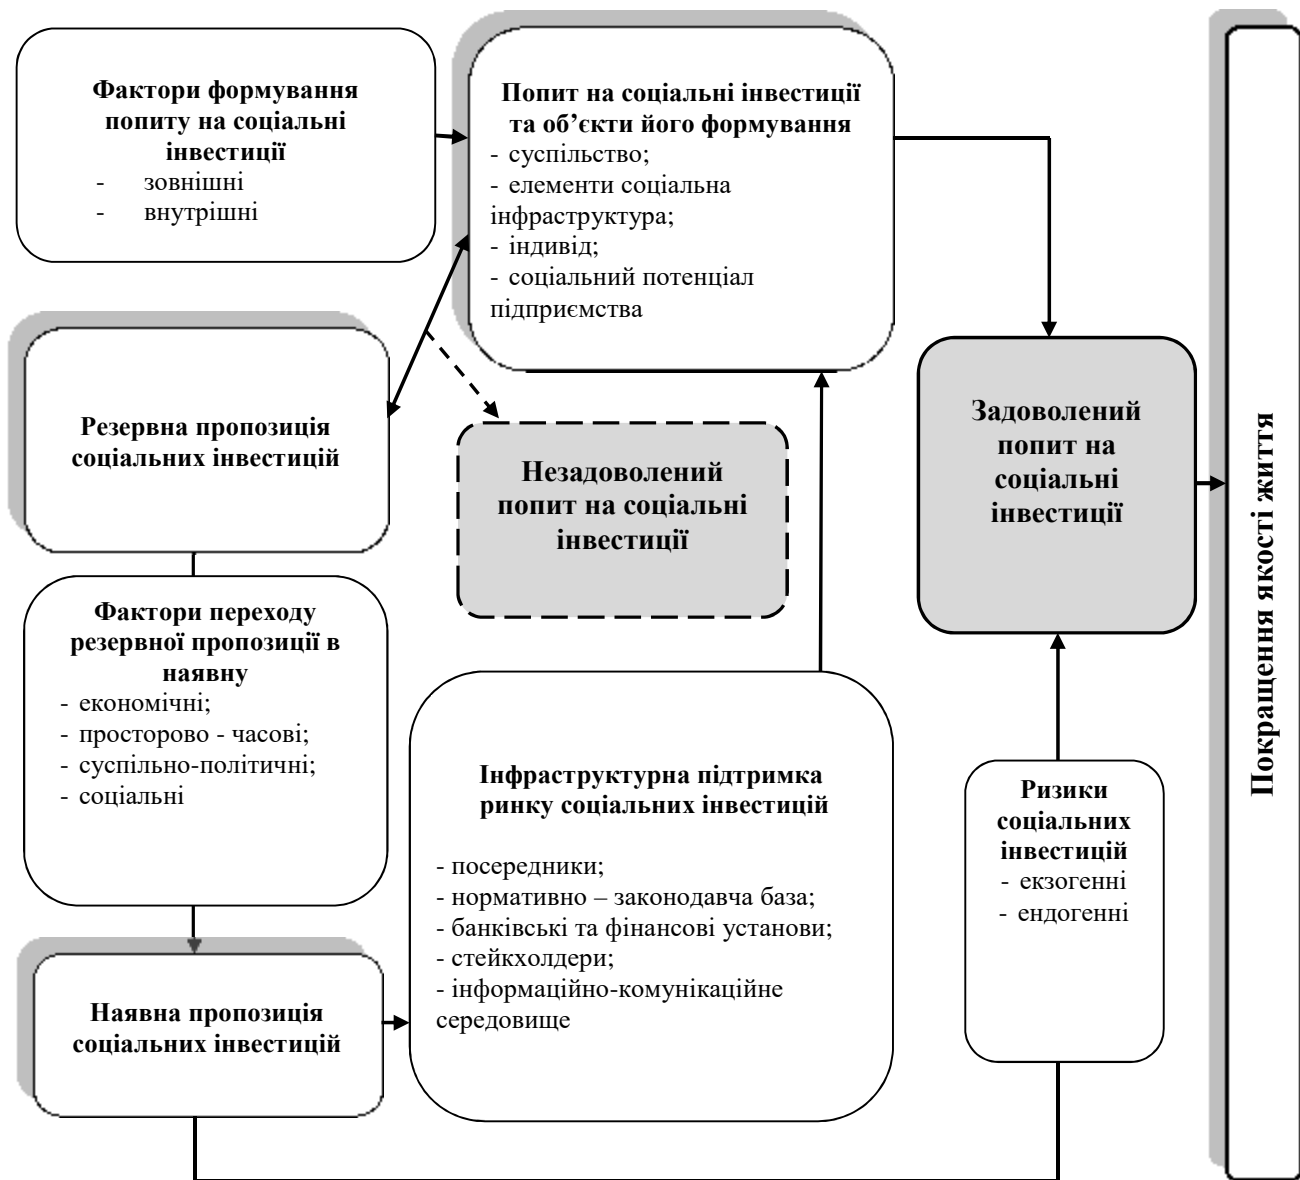 Фактори формування
попиту на соціальні
інвестиції
- зовнішні
- внутрішні
Попит на соціальні інвестиції
та об’єкти його формування
- суспільство;
- елементи соціальна
інфраструктура;
- індивід;
- соціальний потенціал
підприємства
Резервна пропозиція
соціальних інвестицій
Незадоволений
попит на соціальні
інвестиції
Задоволений
попит на
соціальні
інвестиції
Покращення якості життя
Фактори переходу
резервної пропозиції в
наявну
- економічні;
- просторово - часові;
- суспільно-політичні;
- соціальні
Інфраструктурна підтримка
ринку соціальних інвестицій
- посередники;
- нормативно – законодавча база;
- банківські та фінансові установи;
- стейкхолдери;
- інформаційно-комунікаційне
середовище
Ризики
соціальних
інвестицій
- екзогенні
- ендогенні
Наявна пропозиція
соціальних інвестицій